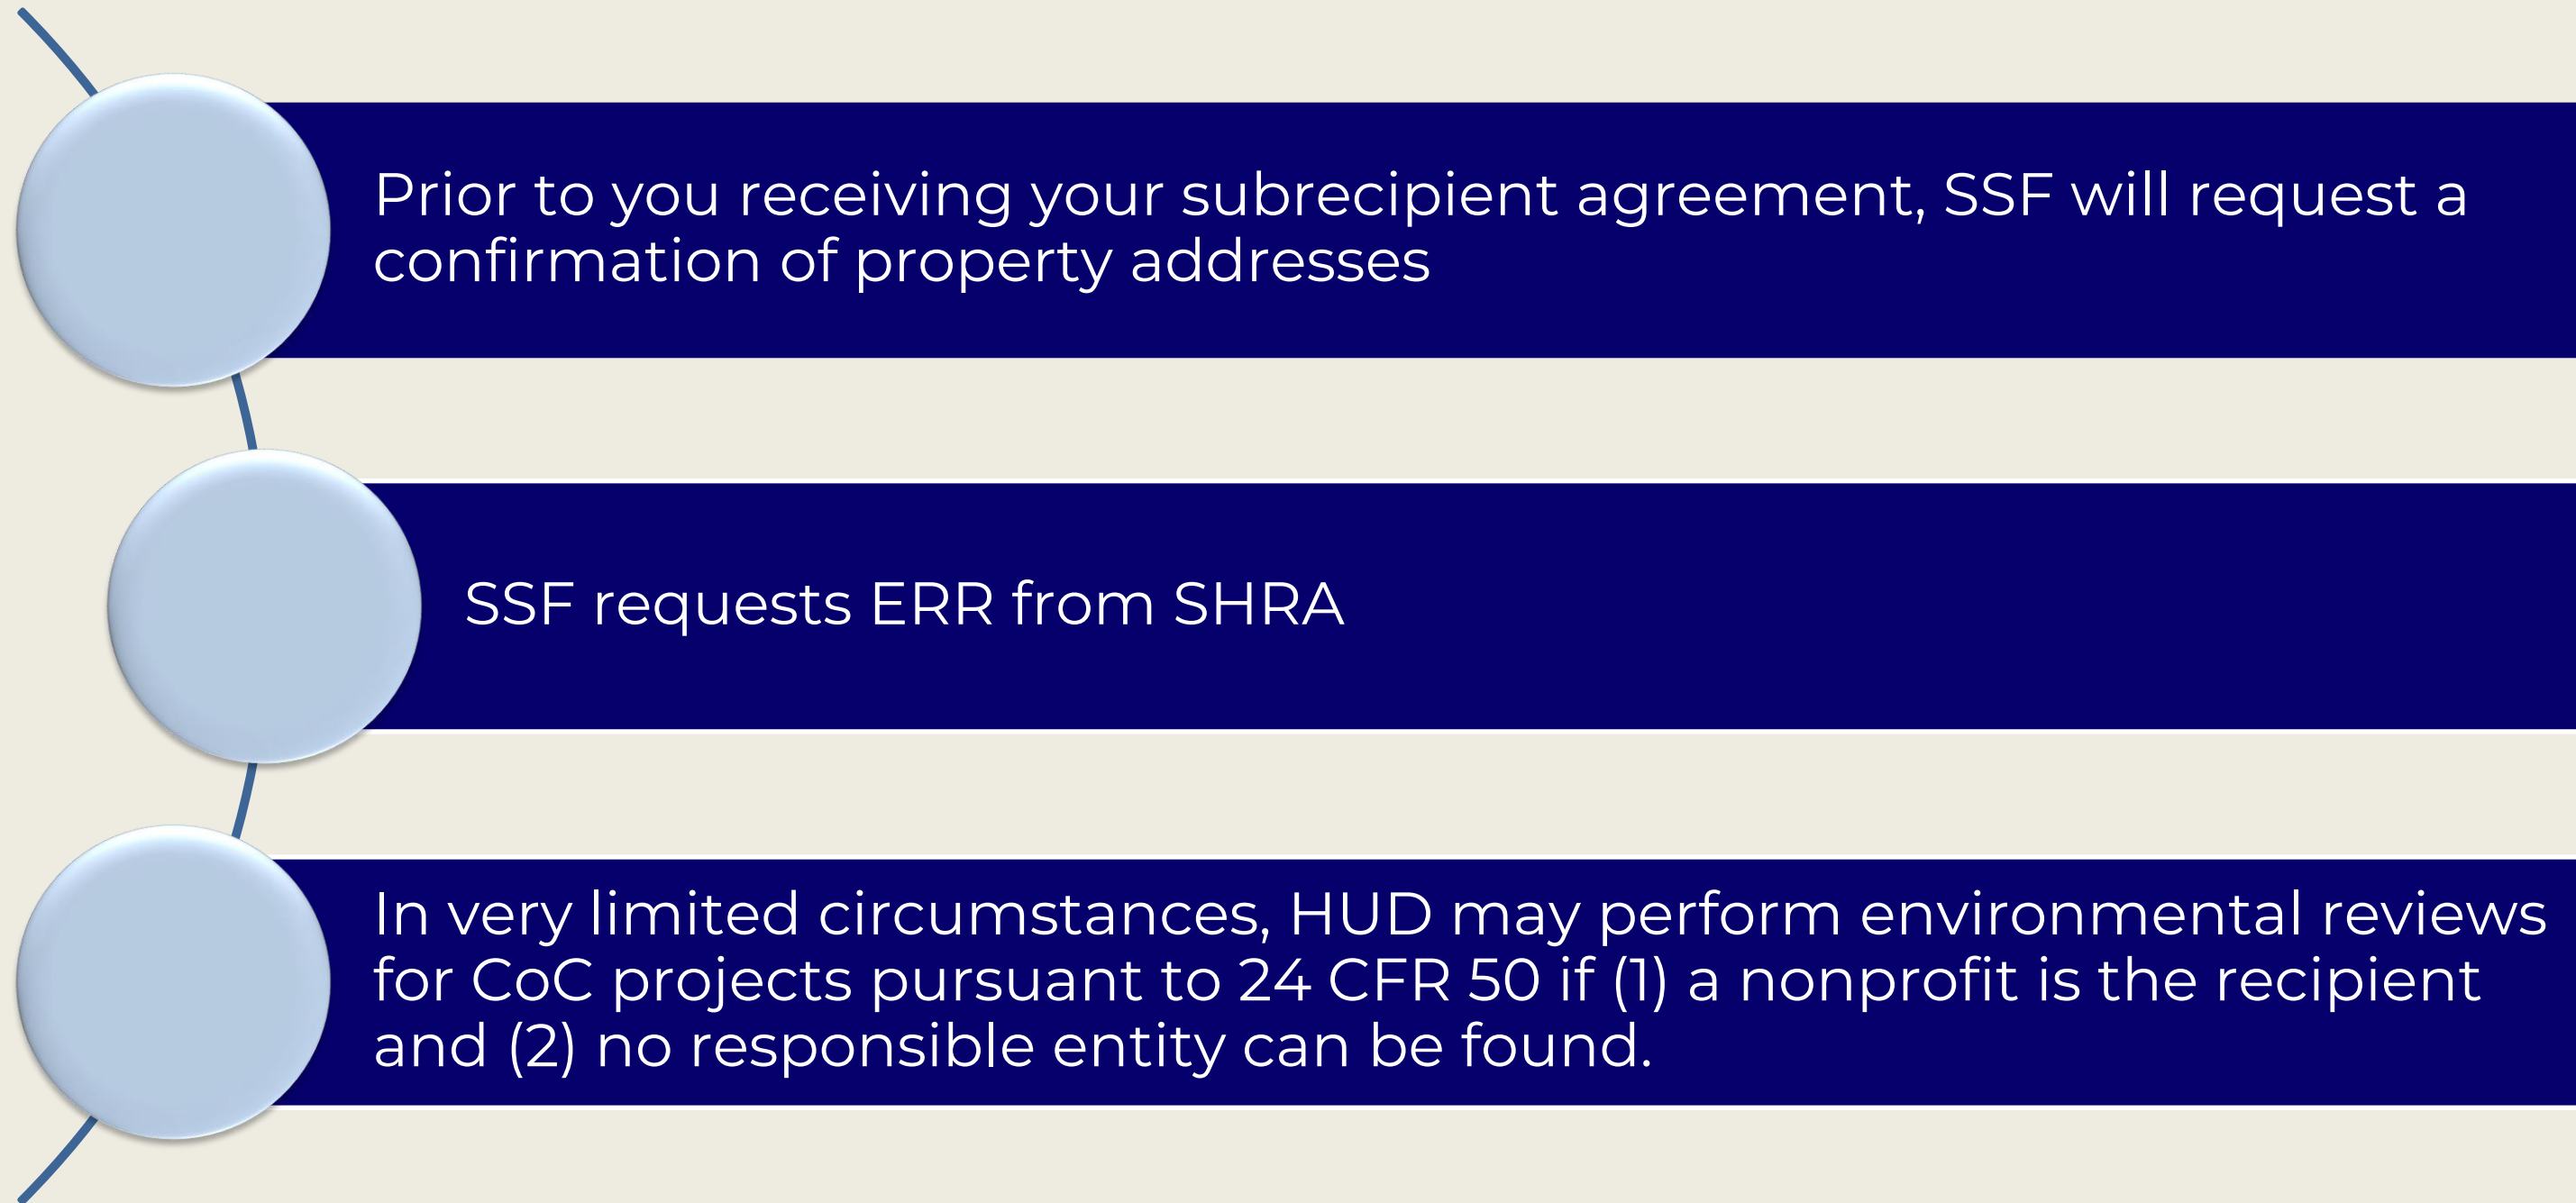 Prior to you receiving your subrecipient agreement, SSF will request a
confirmation of property addresses
SSF requests ERR from SHRA
In very limited circumstances, HUD may perform environmental reviews
for CoC projects pursuant to 24 CFR 50 if (1) a nonprofit is the recipient
and (2) no responsible entity can be found.